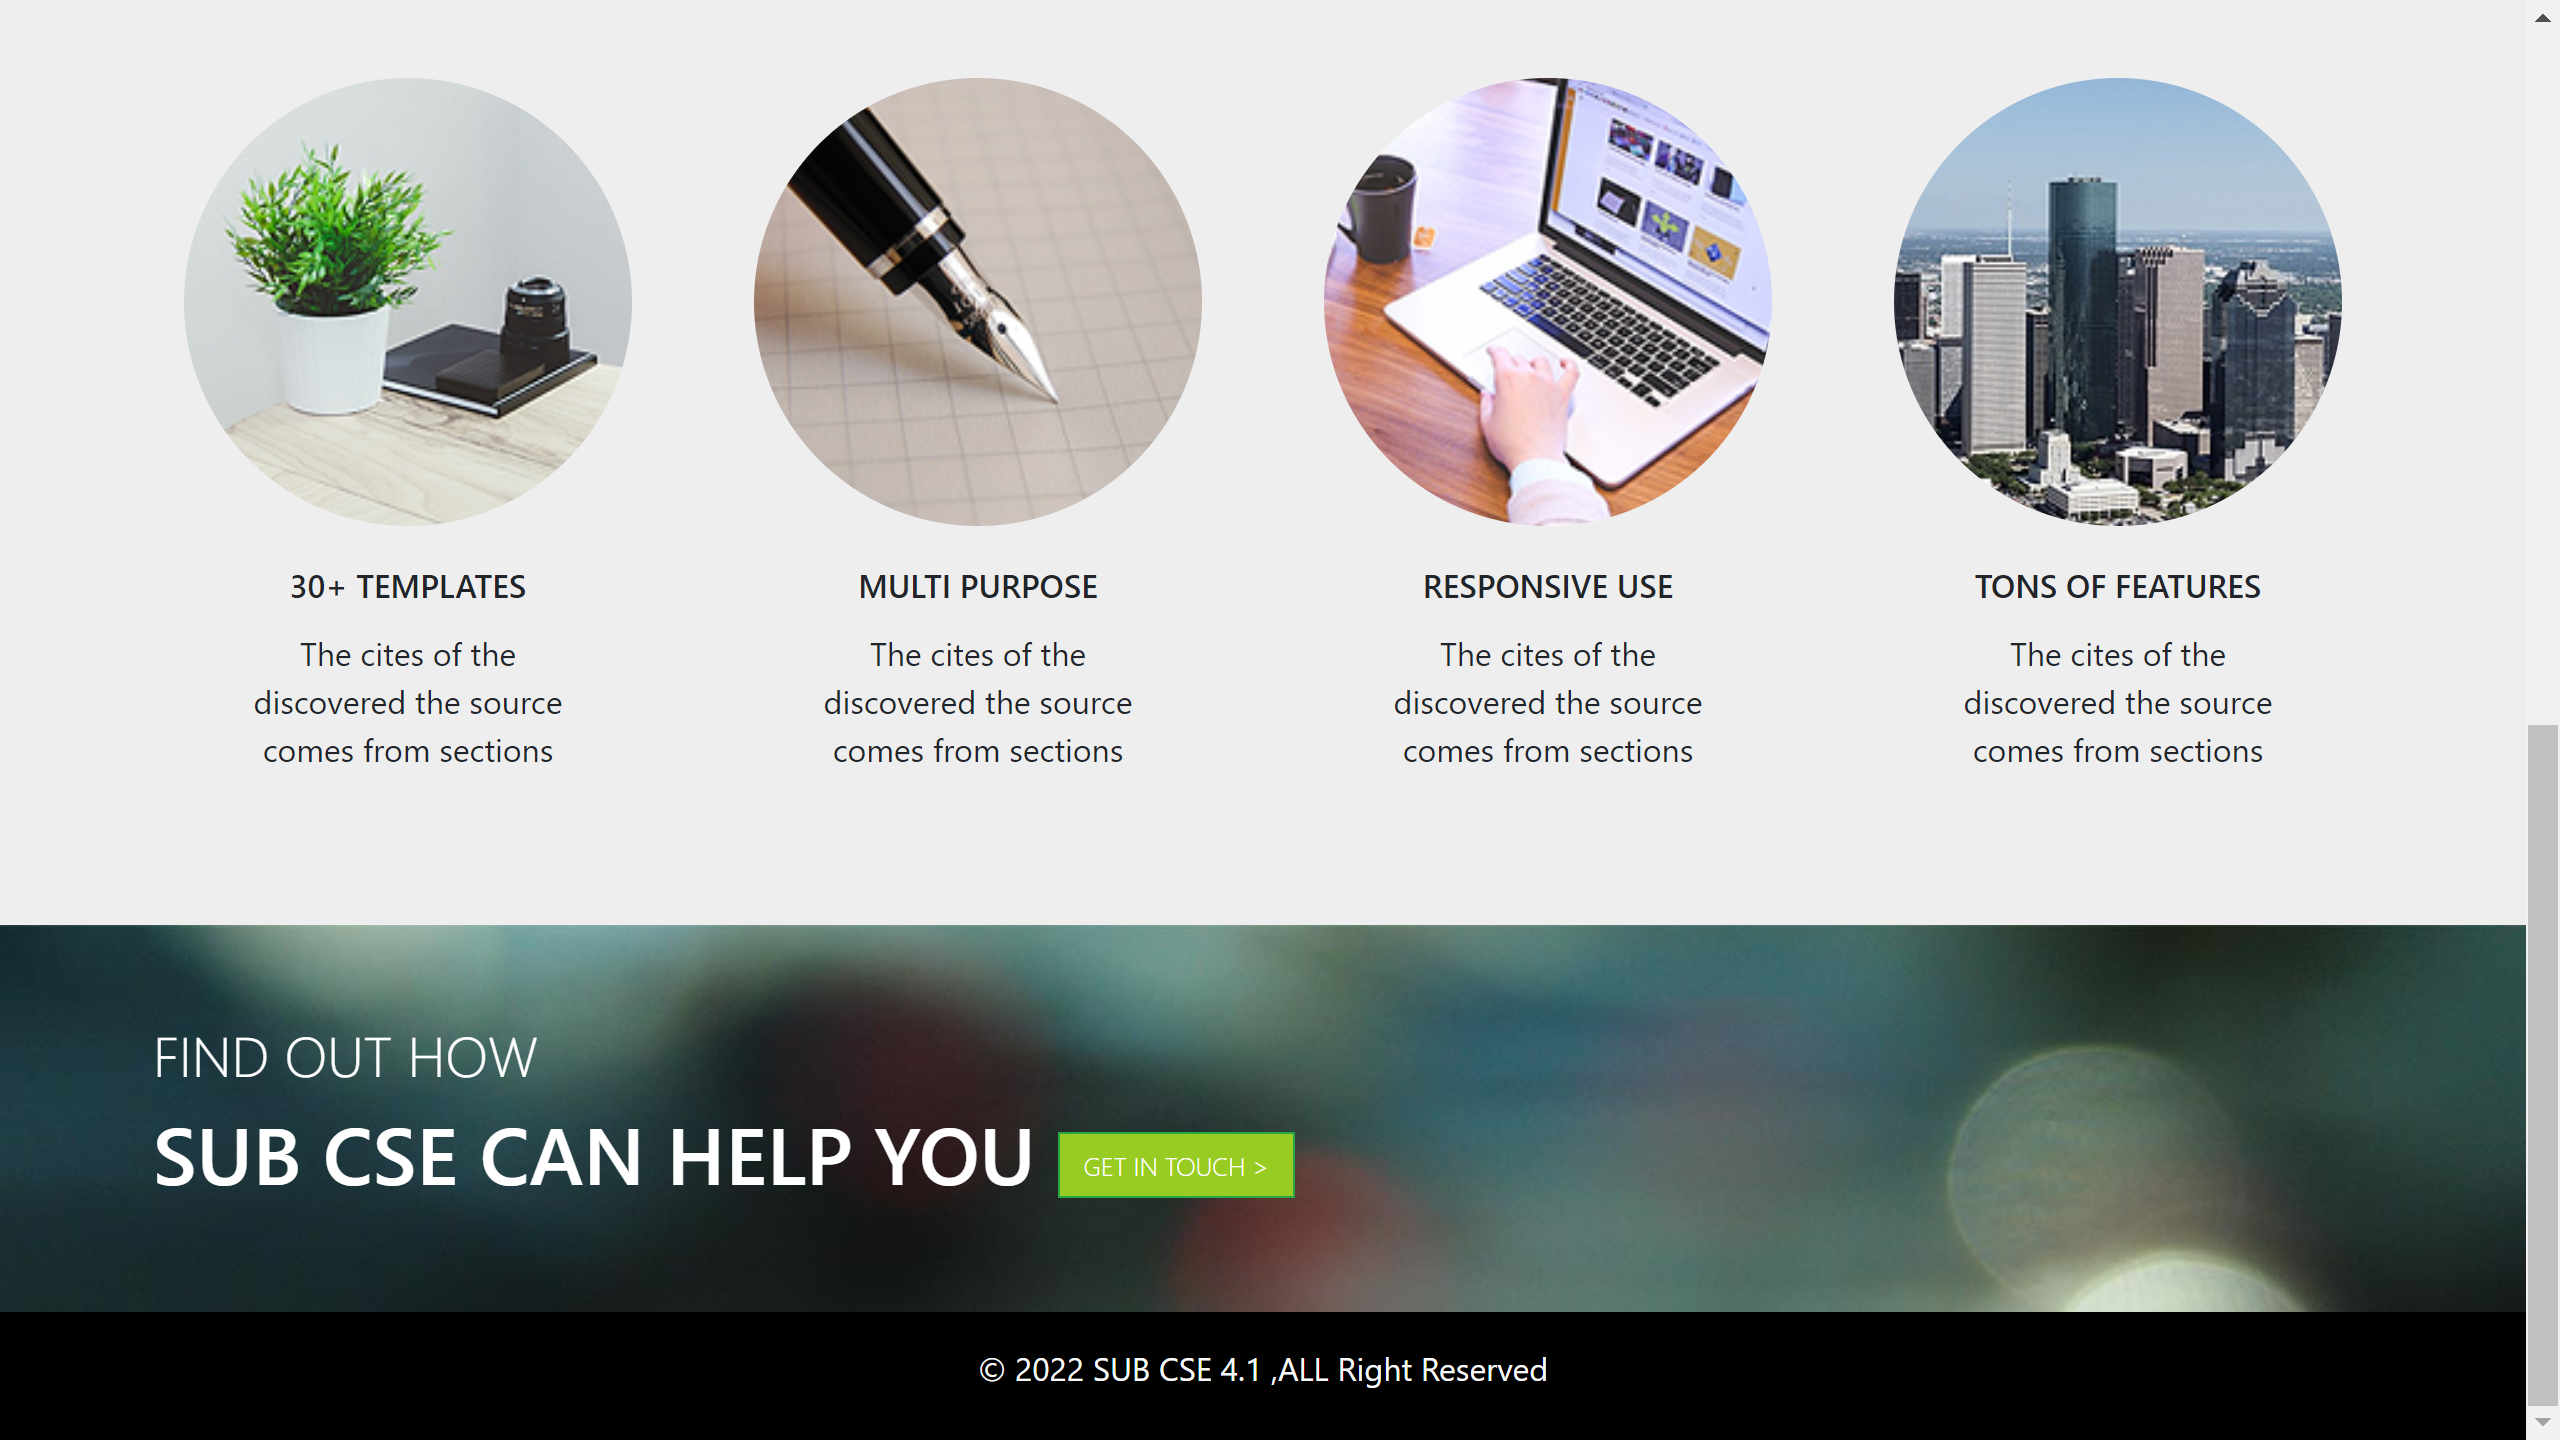 30+ TEMPLATES
The cites of the
discovered the source
comes from sections
MULTI PURPOSE
The cites of the
discovered the source
comes from sections
RESPONSIVE USE
The cites of the
discovered the source
comes from sections
TONS OF FEATURES
The cites of the
discovered the source
comes from sections
FIND OUT HOW
SUB CSE CAN HELP YOU
GET IN TOUCH >
© 2022 SUB CSE 4.1 ,ALL Right Reserved